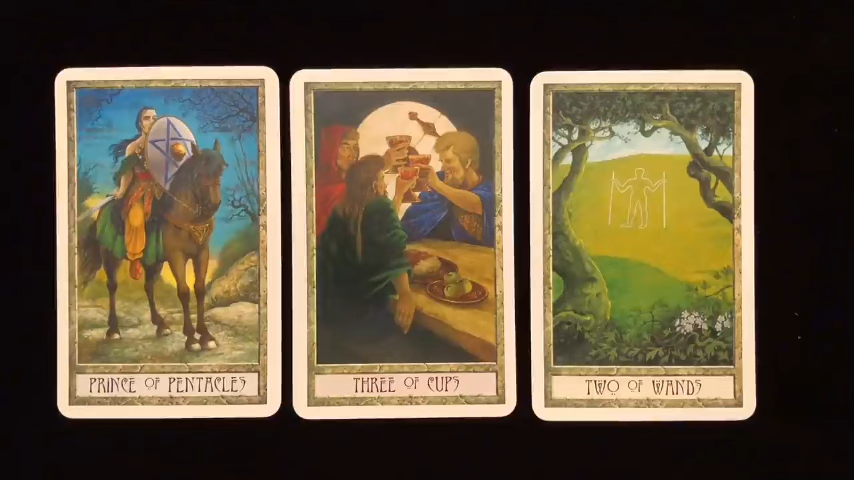 PRINCE OF PENTACLES
THREE OF CUPS
TWO OF WANDS